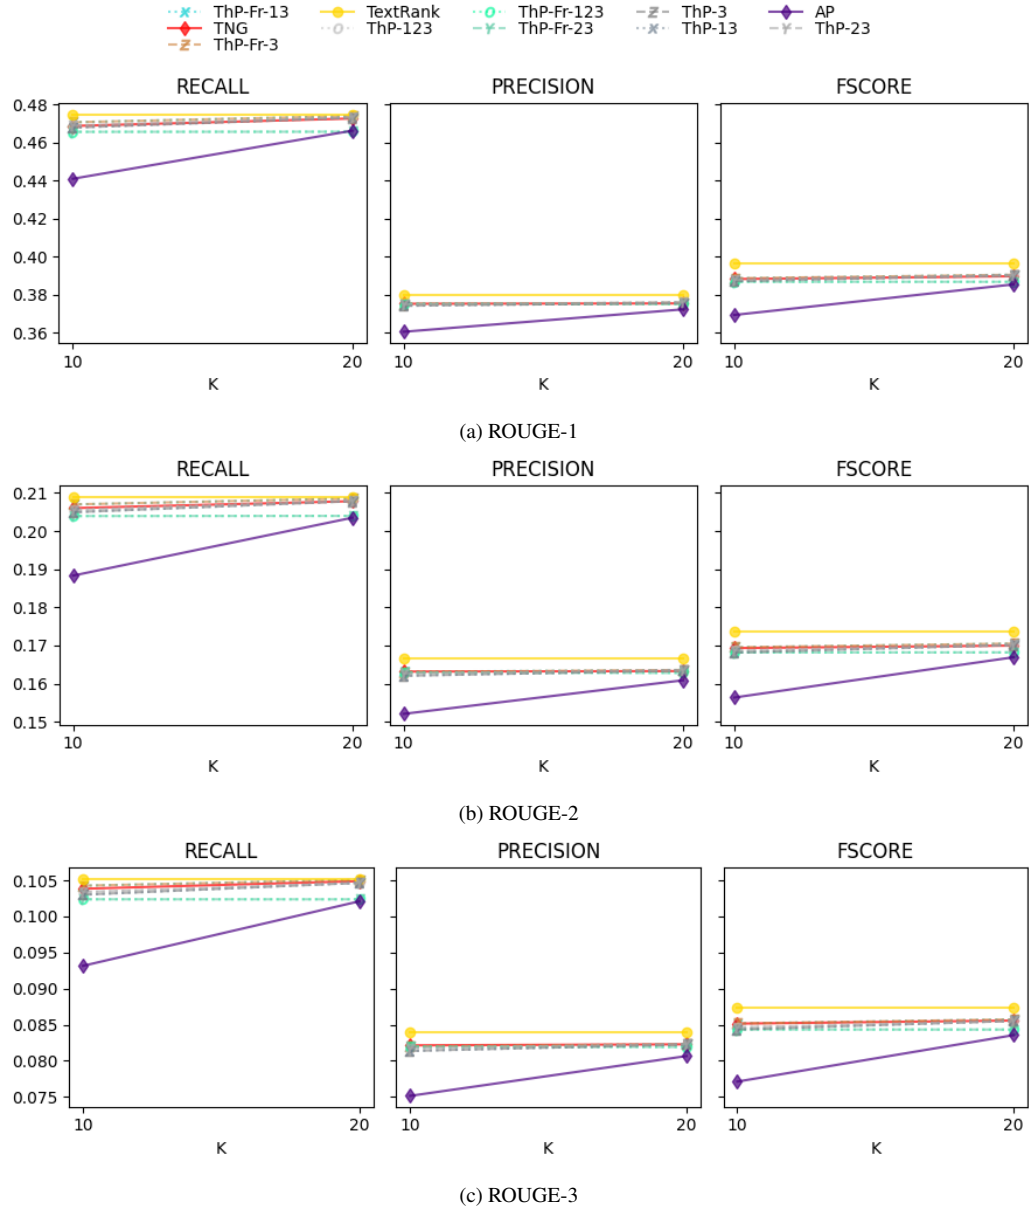 ThP-Fr-13 TextRank ThP-Fr-123 ThP-3 AP
TNG ThP-123 ThP-Fr-23 ThP-13 ThP-23
ThP-Fr-3
RECALL PRECISION FSCORE
0.48
0.46
0.44
0.42
0.40
0.38
0.36
10 20 10 20 10 20
K K K
(a) ROUGE-1
RECALL PRECISION FSCORE
0.21
0.20
0.19
0.18
0.17
0.16
0.15
10 20 10 20 10 20
K K K
(b) ROUGE-2
RECALL PRECISION FSCORE
0.105
0.100
0.095
0.090
0.085
0.080
0.075
10 20 10 20 10 20
K K K
(c) ROUGE-3